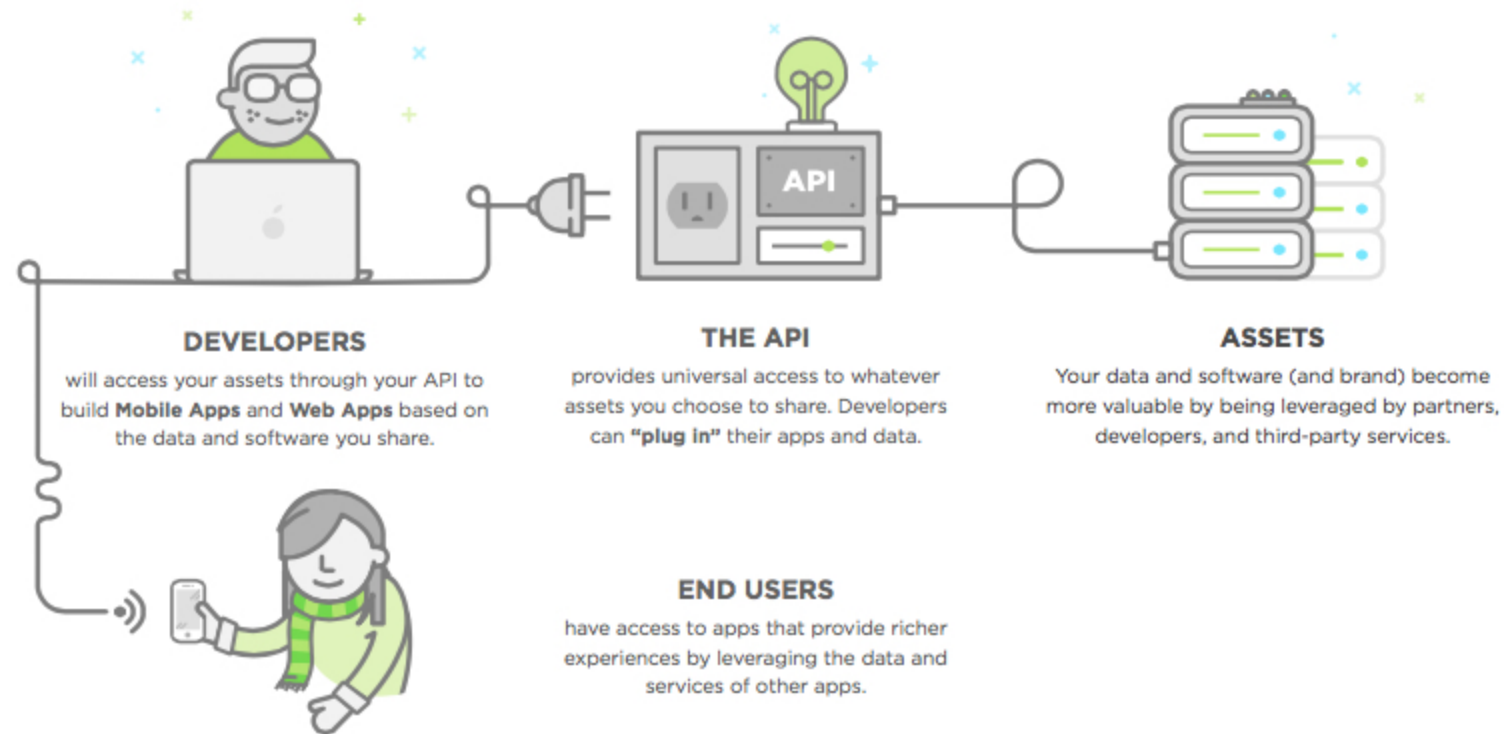 API
DEVELOPERS
will access your assets through your API to
build Mobile Apps and Web Apps based on
the data and software you share.
THE API
provides universal access to whatever
assets you choose to share. Developers
can “plug in” their apps and data.
ASSETS
Your data and software (and brand) become
more valuable by being leveraged by partners,
developers, and third-party services.
END USERS
have access to apps that provide richer
experiences by leveraging the data and
services of other apps.